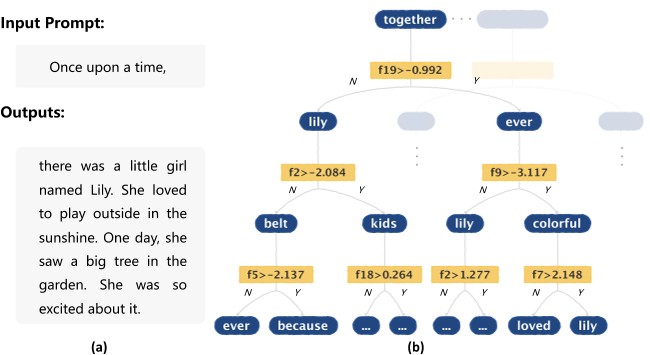 Input Prompt:
Once upon a time,
Outputs:
there was a little girl
named Lily. She loved
to play outside in the
sunshine. One day, she
saw a big tree in the
garden. She was so
excited about it.
(a)
together ...
f19>-0.992
N Y
lily ever
f2>-2.084 f9>-3.117
N Y N Y
belt kids lily colorful
f5>-2.137 f18>0.264 f2>1.277 f7>2.148
N Y N Y N Y N Y
ever because ... ... ... ... loved lily
(b)